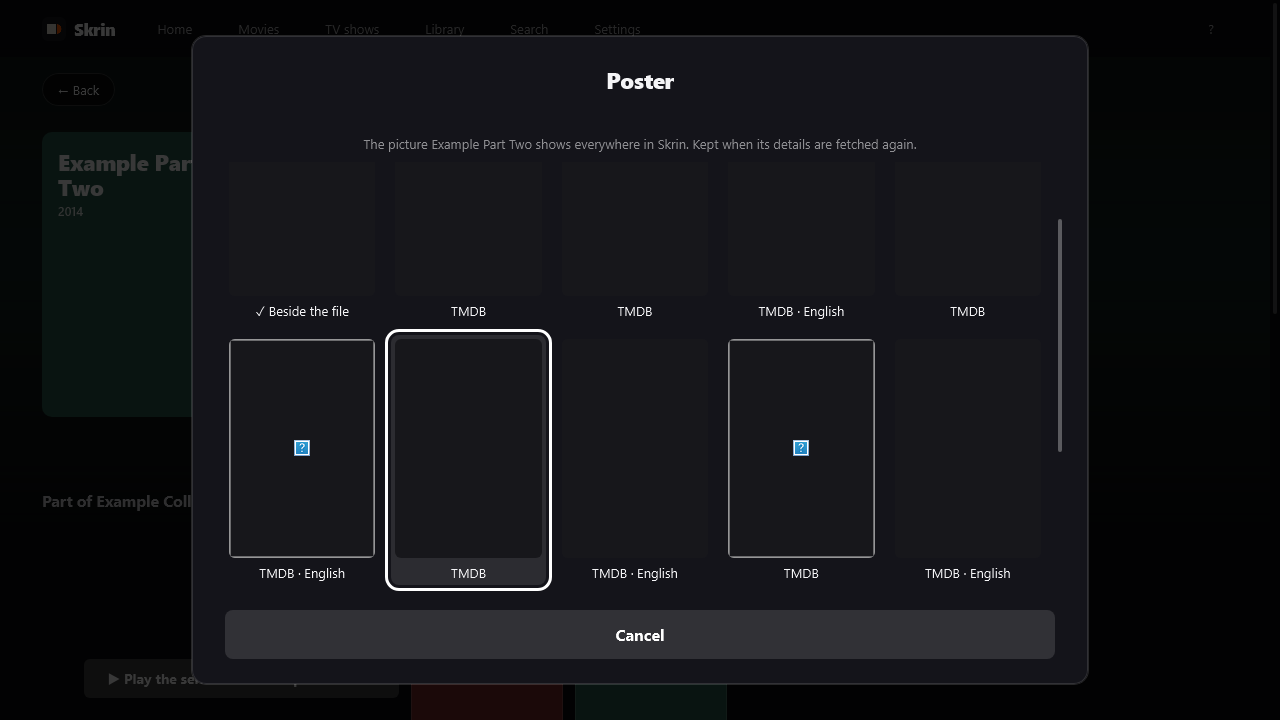 Skrin
Home
Movies
TV shows
Library
Search
Settings
?
← Back
Example Par
Two
2014
Part of Example Coll
▶ Play the se
Poster
The picture Example Part Two shows everywhere in Skrin. Kept when its details are fetched again.
✓ Beside the file
TMDB
TMDB
TMDB · English
TMDB
TMDB · English
TMDB
TMDB · English
TMDB
TMDB · English
Cancel